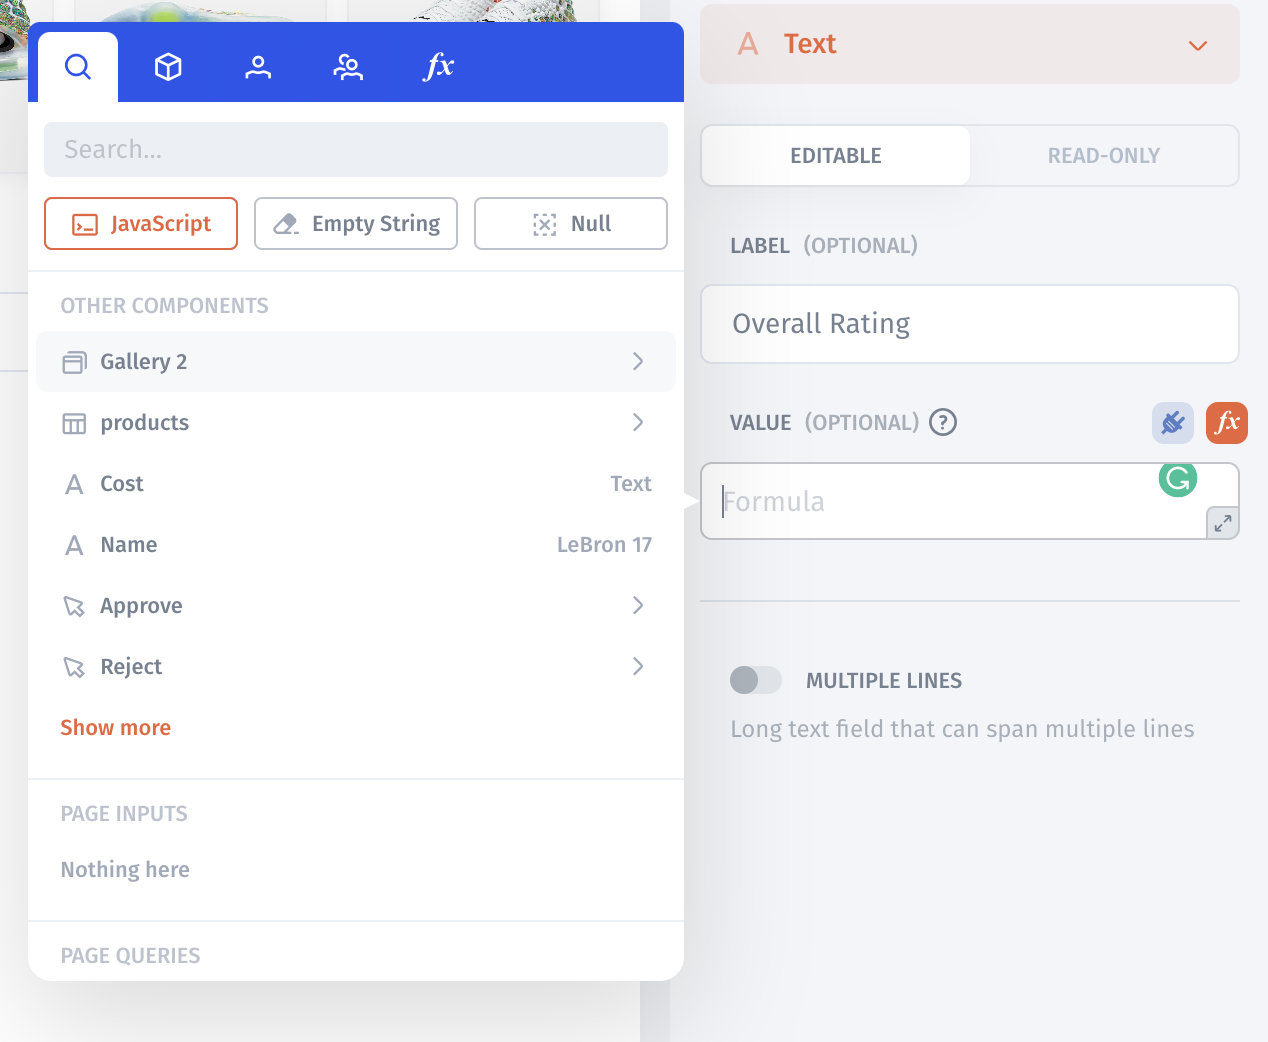 fx
Search...
JavaScript
Empty String
Null
OTHER COMPONENTS
Gallery 2
products
Cost Text
Name LeBron 17
Approve
Reject
Show more
PAGE INPUTS
Nothing here
PAGE QUERIES
A Text
EDITABLE READ-ONLY
LABEL (OPTIONAL)
Overall Rating
VALUE (OPTIONAL) ? fx
Formula
MULTIPLE LINES
Long text field that can span multiple lines